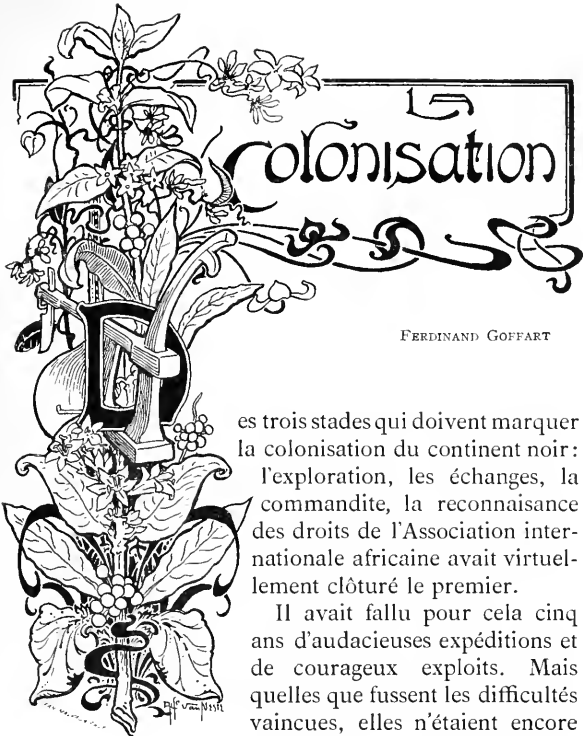 La
Colonisation
FERDINAND GOFFART
Des trois stades qui doivent marquer
la colonisation du continent noir :
l'exploration, les échanges, la
commandite, la reconnaisance
des droits de l'Association inter-
nationale africaine avait virtuel-
lement clôturé le premier.
Il avait fallu pour cela cinq
ans d'audacieuses expéditions et
de courageux exploits. Mais
quelles que fussent les difficultés
vaincues, elles n'étaient encore